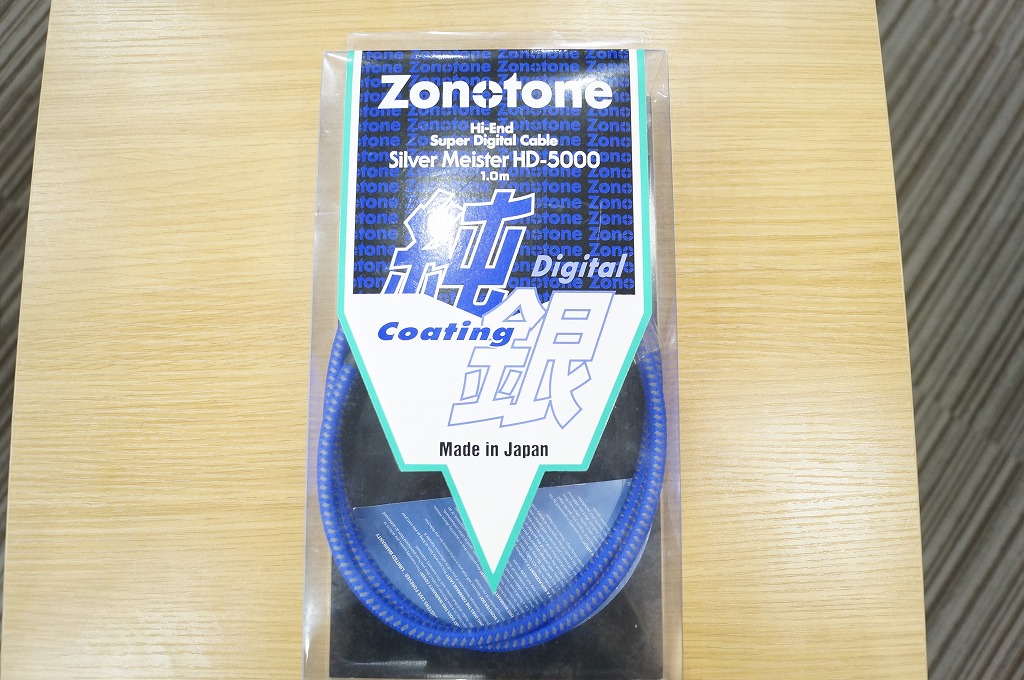 Zonotone
Hi-End
Super Digital Cable
Silver Meister HD-5000
1.0m
純
Digital
Coating
銀
Made in Japan